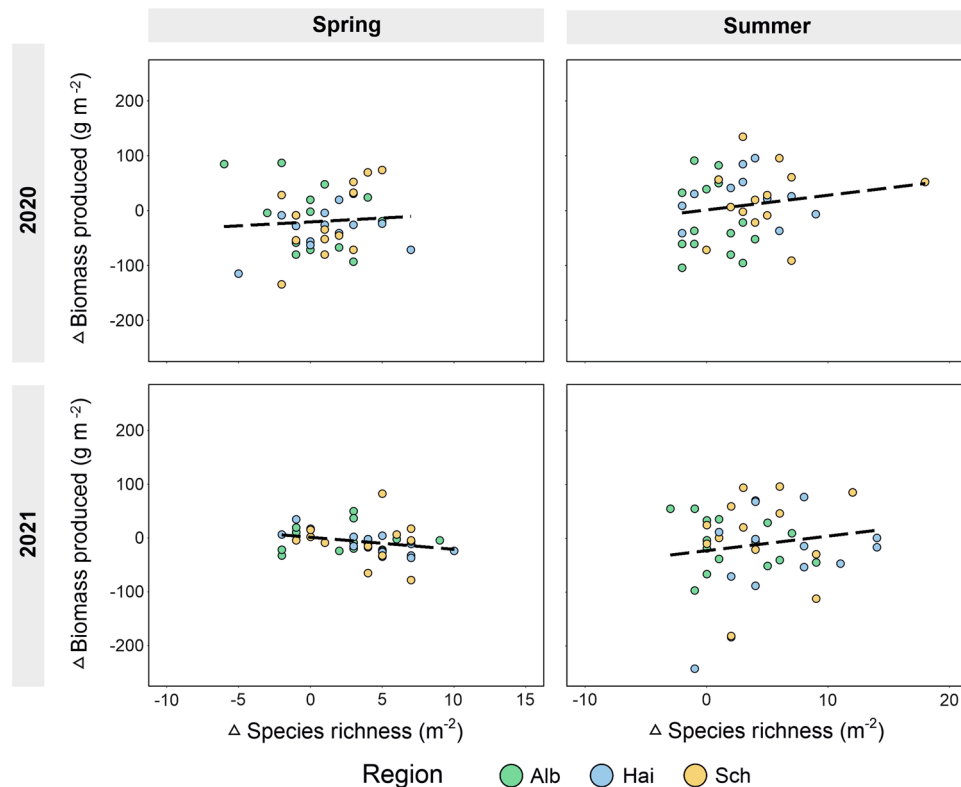 Spring
Summer
2020
△ Biomass produced (g m⁻²)
200
100
0
-100
-200
2021
△ Biomass produced (g m⁻²)
200
100
0
-100
-200
-10 -5 0 5 10 15
-10 0 10 20
△ Species richness (m⁻²)
△ Species richness (m⁻²)
Region Alb Hai Sch